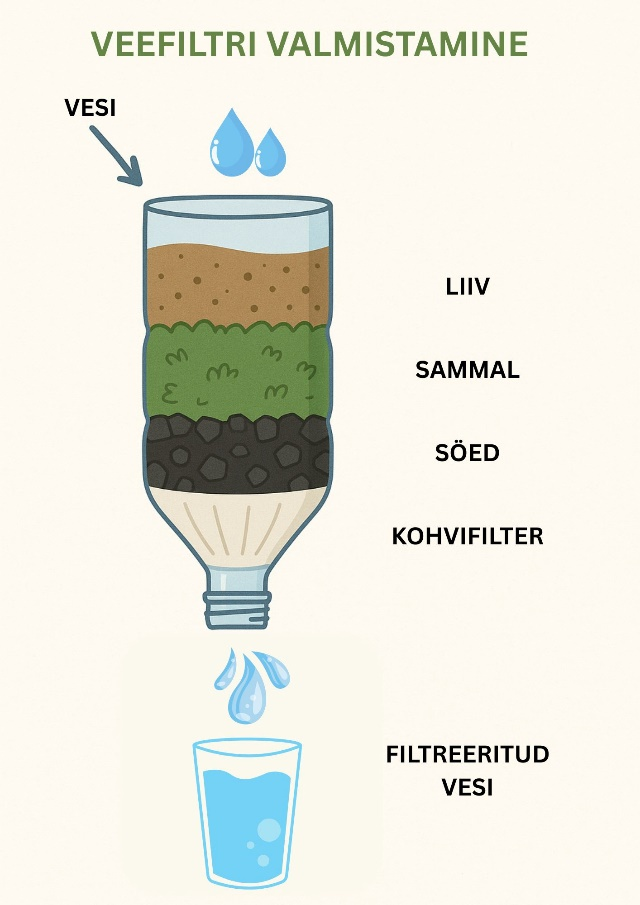 VEEFILTRI VALMISTAMINE
VESI
LIIV
SAMMAL
SÖED
KOHVIFILTER
FILTREERITUD
VESI